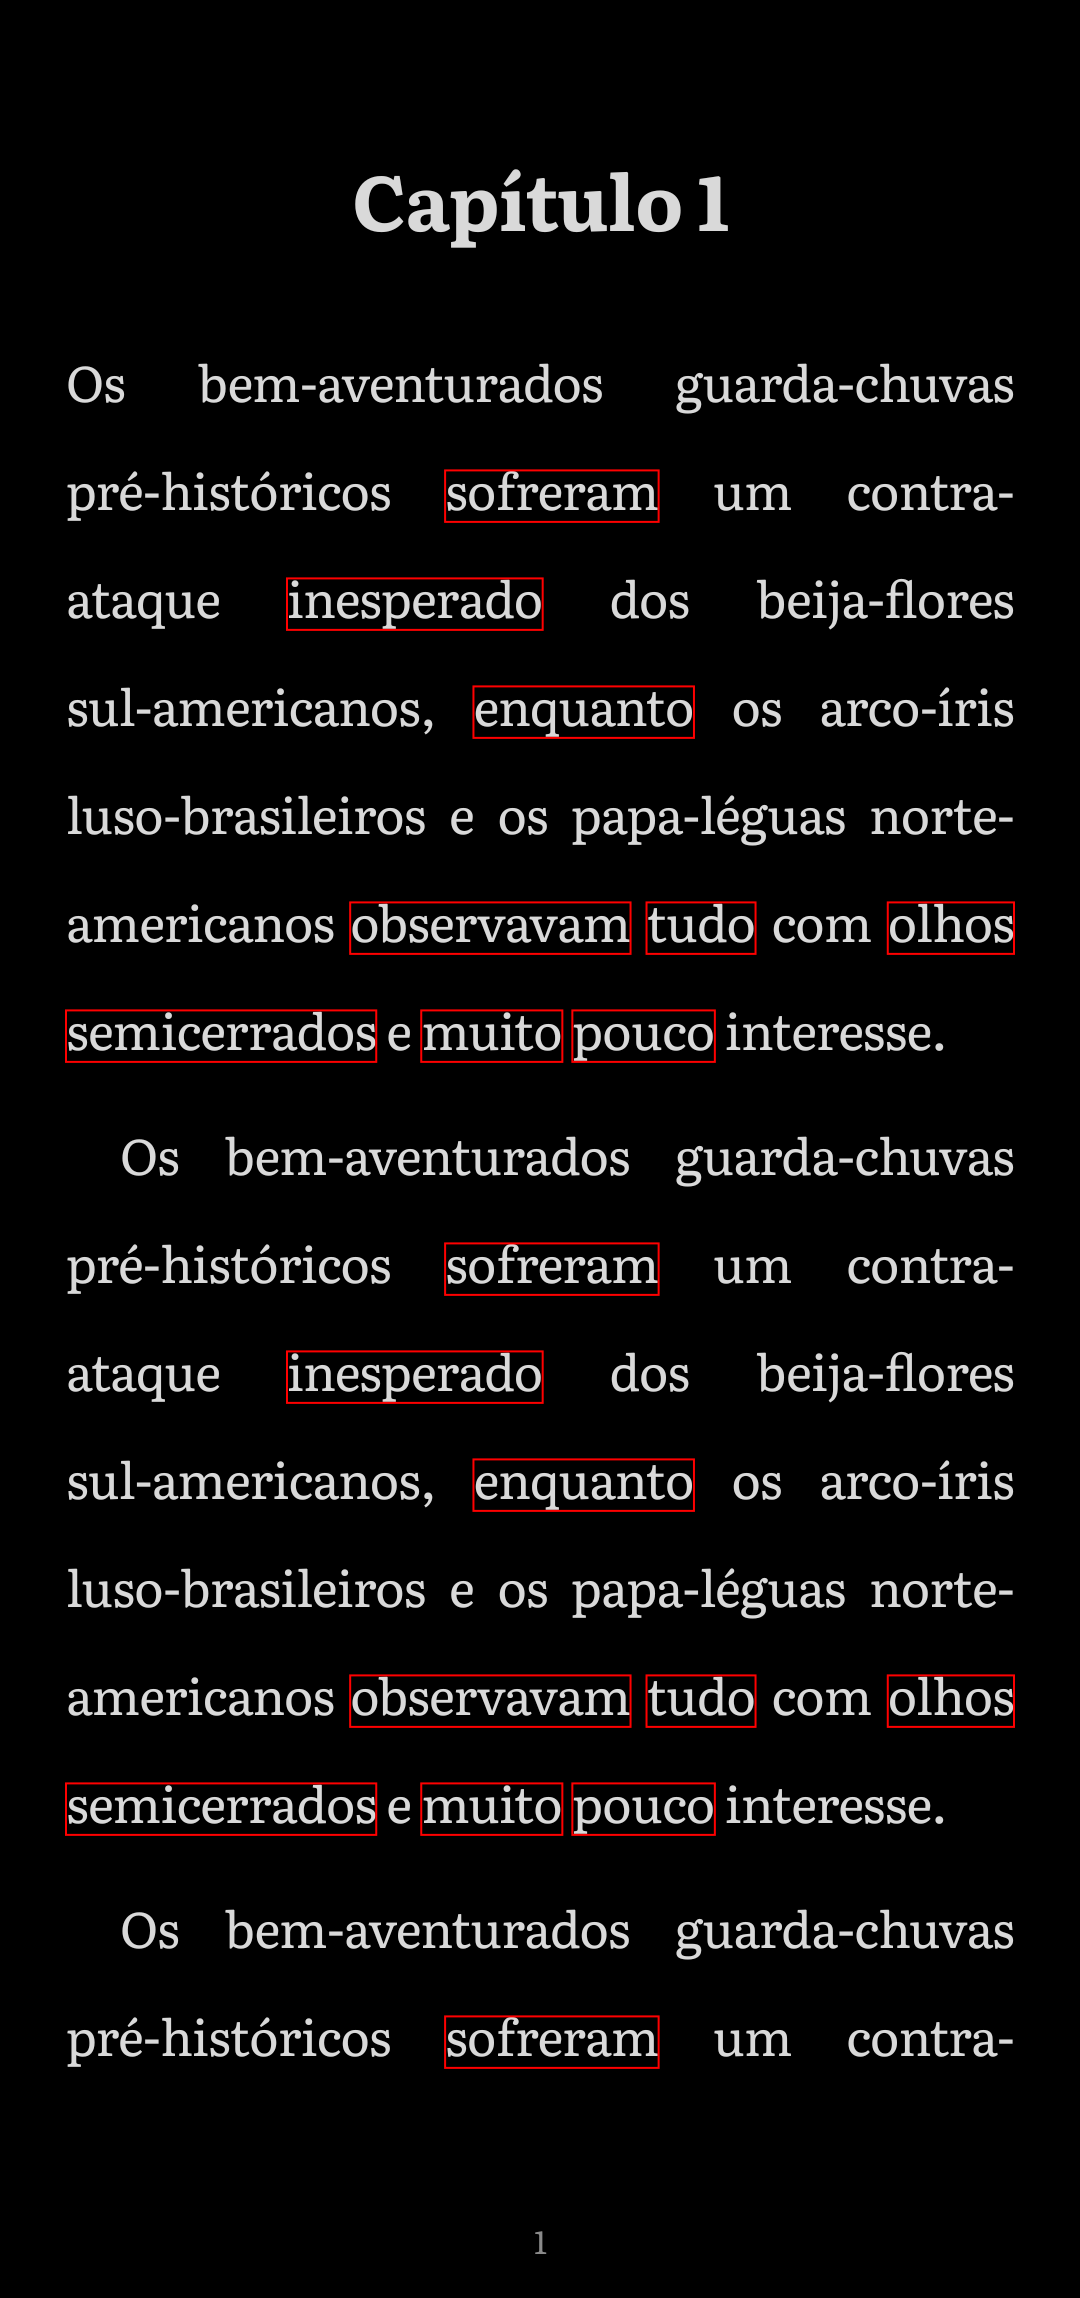 Capítulo 1
Os bem-aventurados guarda-chuvas
pré-históricos sofreram um contra-
ataque inesperado dos beija-flores
sul-americanos, enquanto os arco-íris
luso-brasileiros e os papa-léguas norte-
americanos observavam tudo com olhos
semicerrados e muito pouco interesse.
Os bem-aventurados guarda-chuvas
pré-históricos sofreram um contra-
ataque inesperado dos beija-flores
sul-americanos, enquanto os arco-íris
luso-brasileiros e os papa-léguas norte-
americanos observavam tudo com olhos
semicerrados e muito pouco interesse.
Os bem-aventurados guarda-chuvas
pré-históricos sofreram um contra-
1